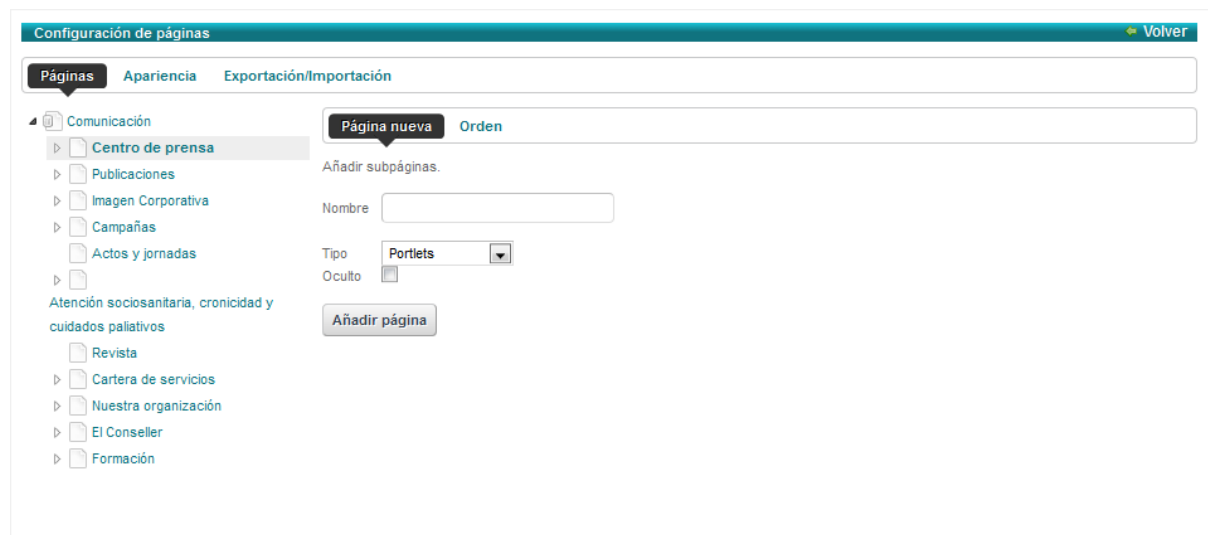 Configuración de páginas
Volver
Páginas Apariencia Exportación/Importación
Comunicación
Centro de prensa
Publicaciones
Imagen Corporativa
Campañas
Actos y jornadas
Atención sociosanitaria, cronicidad y
cuidados paliativos
Revista
Cartera de servicios
Nuestra organización
El Conseller
Formación
Página nueva Orden
Añadir subpáginas.
Nombre
Tipo Portlets
Oculto
Añadir página